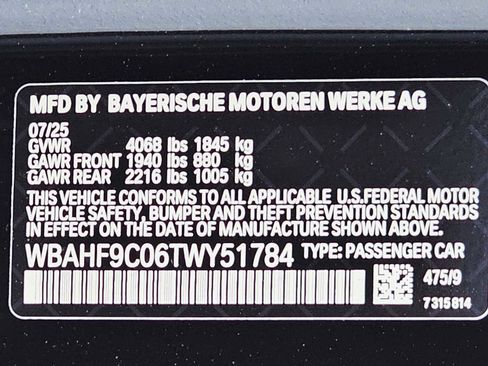 MFD BY BAYERISCHE MOTOREN WERKE AG
07/25
GVWR 4068 lbs 1845 kg
GAWR FRONT 1940 lbs 880 kg
GAWR REAR 2216 lbs 1005 kg
THIS VEHICLE CONFORMS TO ALL APPLICABLE U.S.FEDERAL MOTOR
VEHICLE SAFETY, BUMPER AND THEFT PREVENTION STANDARDS
IN EFFECT ON THE DATE OF MANUFACTURE SHOWN ABOVE.
WBAHF9C06TWY51784 TYPE: PASSENGER CAR
475/9
7315814